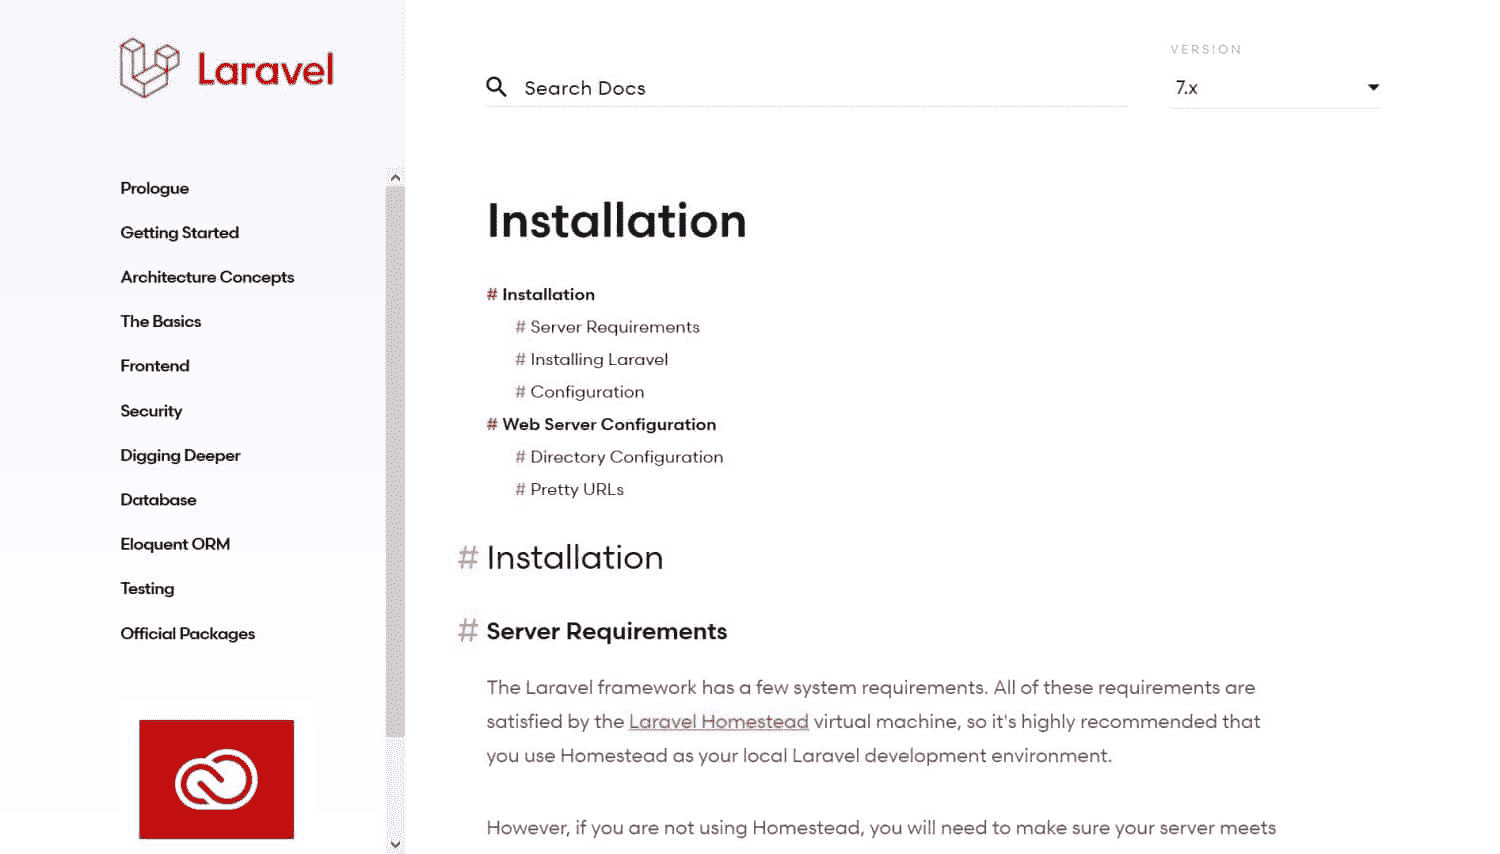 Laravel
Search Docs
VERSION
7.x
Prologue
Getting Started
Architecture Concepts
The Basics
Frontend
Security
Digging Deeper
Database
Eloquent ORM
Testing
Official Packages
Installation
# Installation
# Server Requirements
# Installing Laravel
# Configuration
# Web Server Configuration
# Directory Configuration
# Pretty URLs
# Installation
# Server Requirements
The Laravel framework has a few system requirements. All of these requirements are
satisfied by the Laravel Homestead virtual machine, so it's highly recommended that
you use Homestead as your local Laravel development environment.
However, if you are not using Homestead, you will need to make sure your server meets